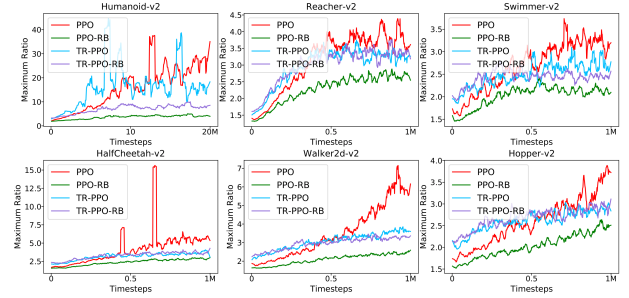 Humanoid-v2
Maximum Ratio
40
30
20
10
0
PPO
PPO-RB
TR-PPO
TR-PPO-RB
0
10
20M
Timesteps
Reacher-v2
Maximum Ratio
4.5
4.0
3.5
3.0
2.5
2.0
1.5
PPO
PPO-RB
TR-PPO
TR-PPO-RB
0
0.5
1M
Timesteps
Swimmer-v2
Maximum Ratio
3.5
3.0
2.5
2.0
1.5
PPO
PPO-RB
TR-PPO
TR-PPO-RB
0
0.5
1M
Timesteps
HalfCheetah-v2
Maximum Ratio
15.0
12.5
10.0
7.5
5.0
2.5
PPO
PPO-RB
TR-PPO
TR-PPO-RB
0
0.5
1M
Timesteps
Walker2d-v2
Maximum Ratio
7
6
5
4
3
2
PPO
PPO-RB
TR-PPO
TR-PPO-RB
0
0.5
1M
Timesteps
Hopper-v2
Maximum Ratio
4.0
3.5
3.0
2.5
2.0
1.5
PPO
PPO-RB
TR-PPO
TR-PPO-RB
0
0.5
1M
Timesteps